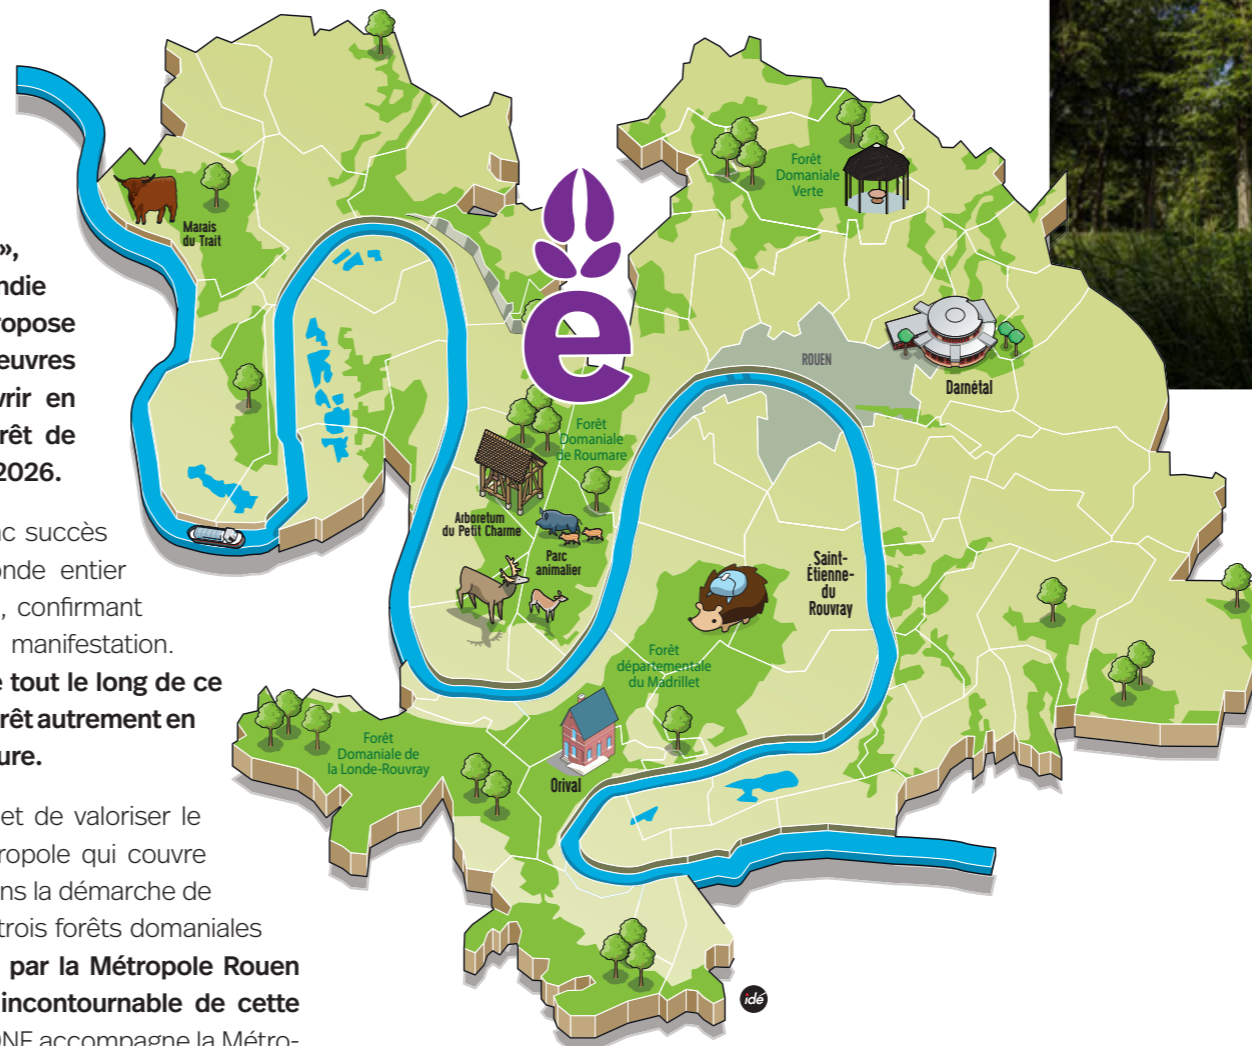 »,
ndie
ropose
œuvres
vrir en
rêt de
2026.
nc succès
onde entier
, confirmant
manifestation.
e tout le long de ce
rêt autrement en
ure.
et de valoriser le
ropole qui couvre
ns la démarche de
trois forêts domaniales
par la Métropole Rouen
incontournable de cette
ONF accompagne la Métro-
Marais
du Trait
e
Forêt
Domaniale
Verte
ROUEN
Darnétal
Forêt
Domaniale
de Roumare
Arboretum
du Petit Charme
Parc
animalier
Saint-
Étienne-
du
Rouvray
Forêt
départementale
du Madrillet
Forêt
Domaniale de
la Londe-Rouvray
Orival
idé